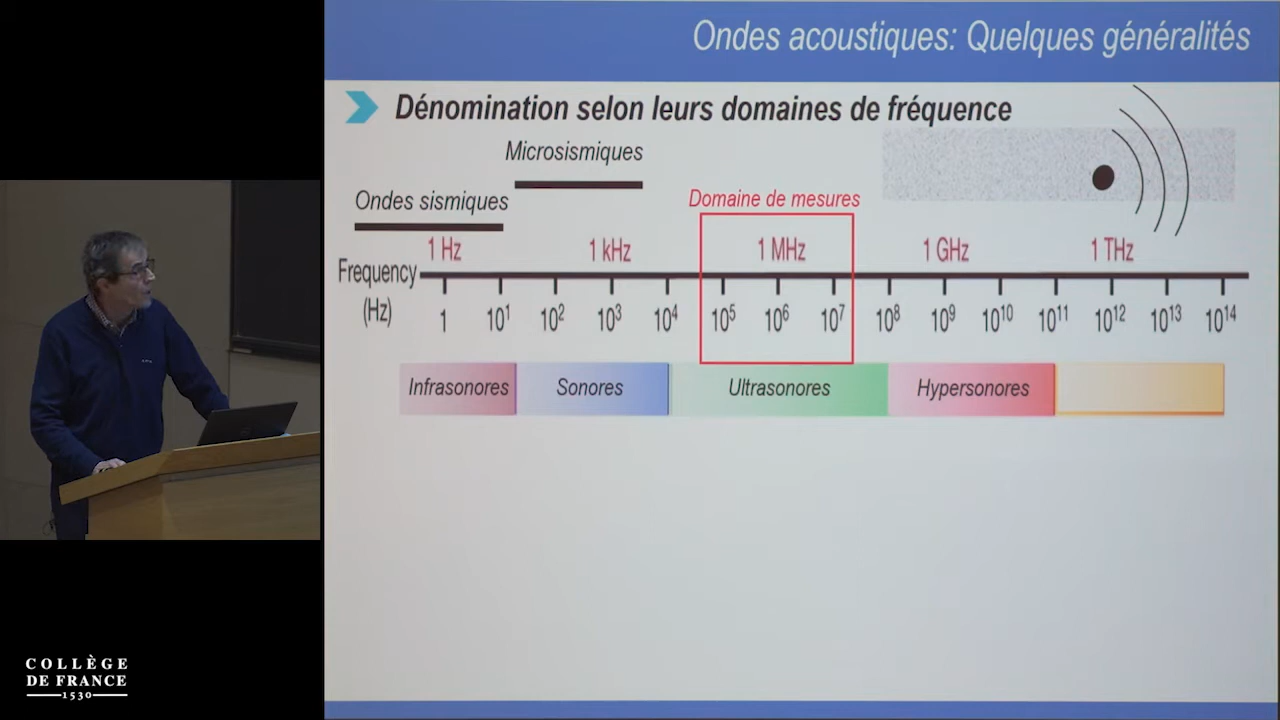 Ondes acoustiques: Quelques généralités
Dénomination selon leurs domaines de fréquence
Microsismiques
Ondes sismiques
Domaine de mesures
1 Hz 1 kHz 1 MHz 1 GHz 1 THz
Frequency
(Hz)
1 10¹ 10² 10³ 10⁴ 10⁵ 10⁶ 10⁷ 10⁸ 10⁹ 10¹⁰ 10¹¹ 10¹² 10¹³ 10¹⁴
Infrasonores Sonores Ultrasonores Hypersonores
COLLÈGE
DE FRANCE
1530